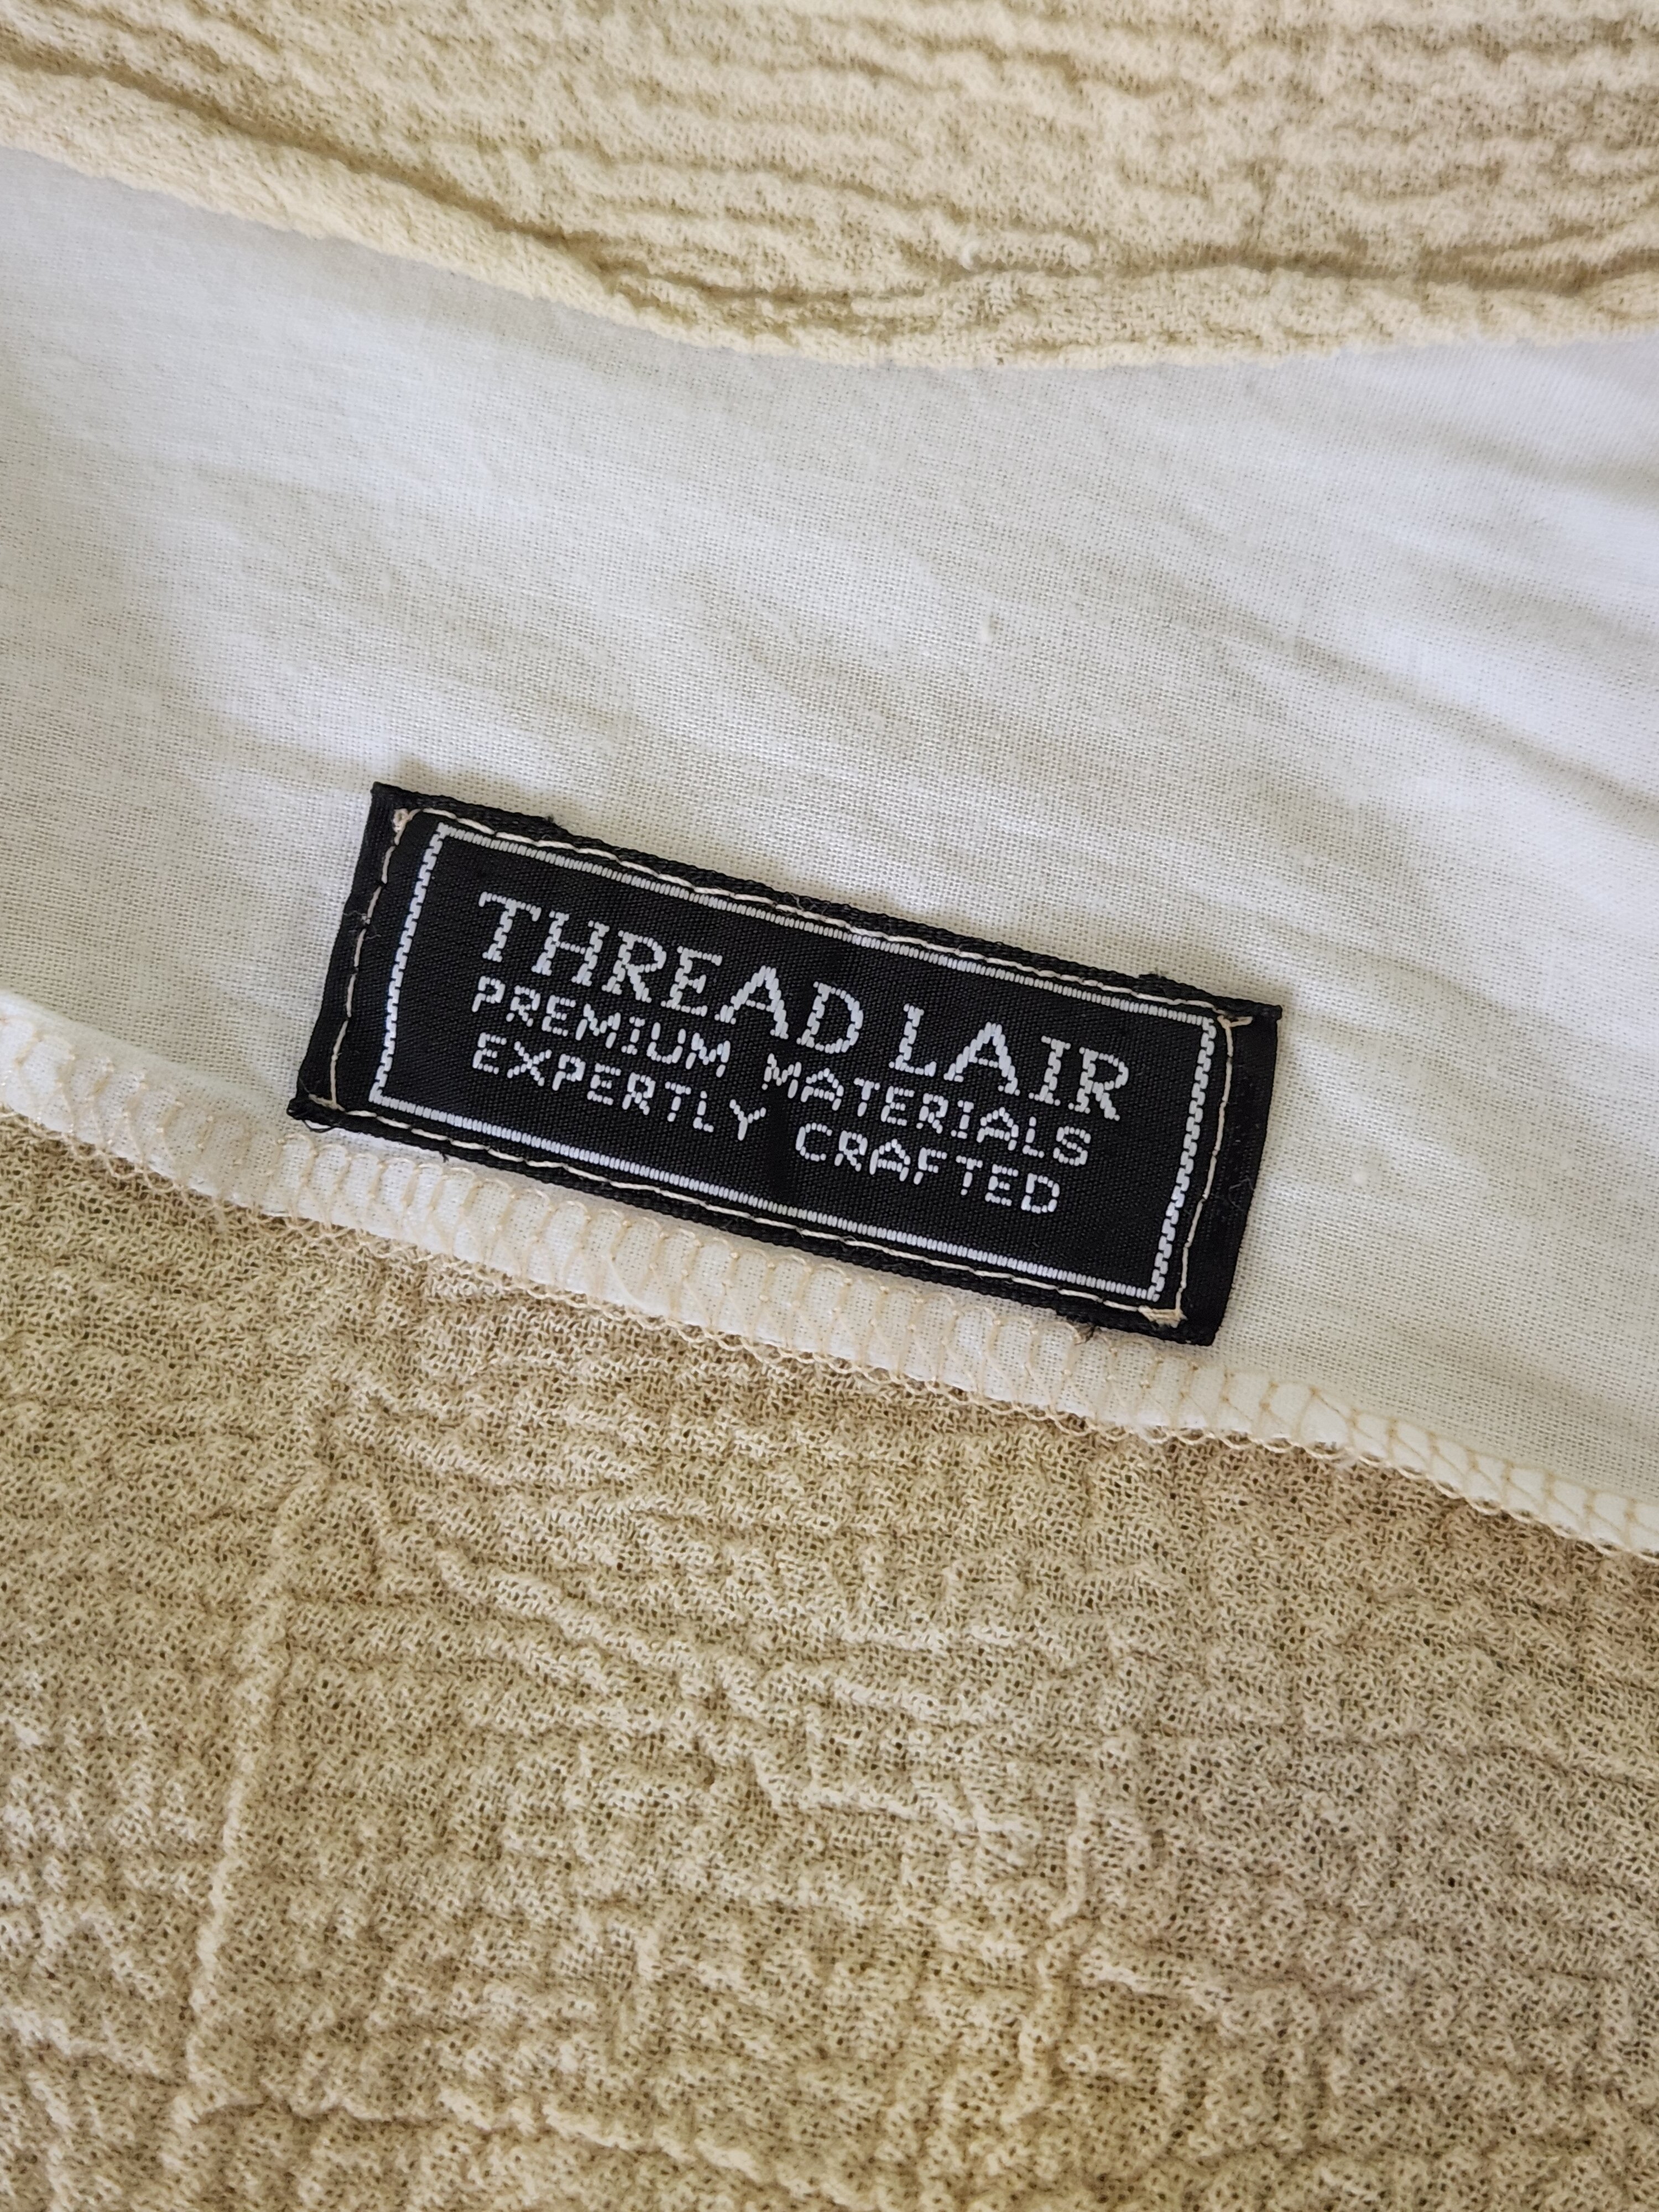 THREAD LAIR
PREMIUM MATERIALS
EXPERTLY CRAFTED